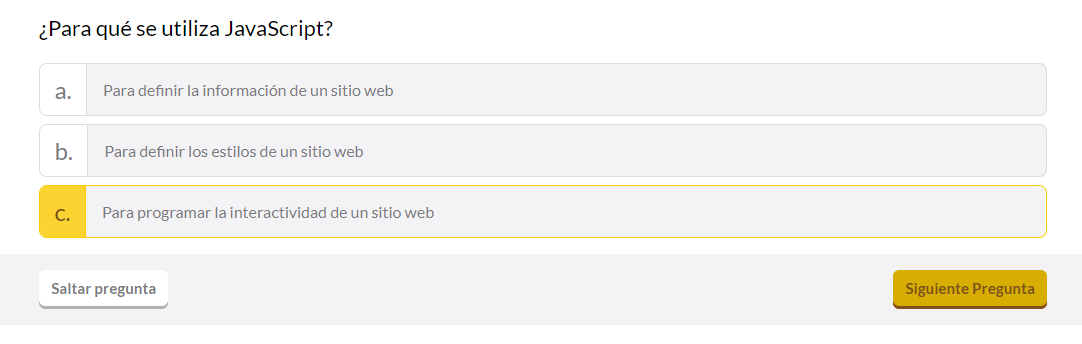 ¿Para qué se utiliza JavaScript?
a. Para definir la información de un sitio web
b. Para definir los estilos de un sitio web
c. Para programar la interactividad de un sitio web
Saltar pregunta Siguiente Pregunta